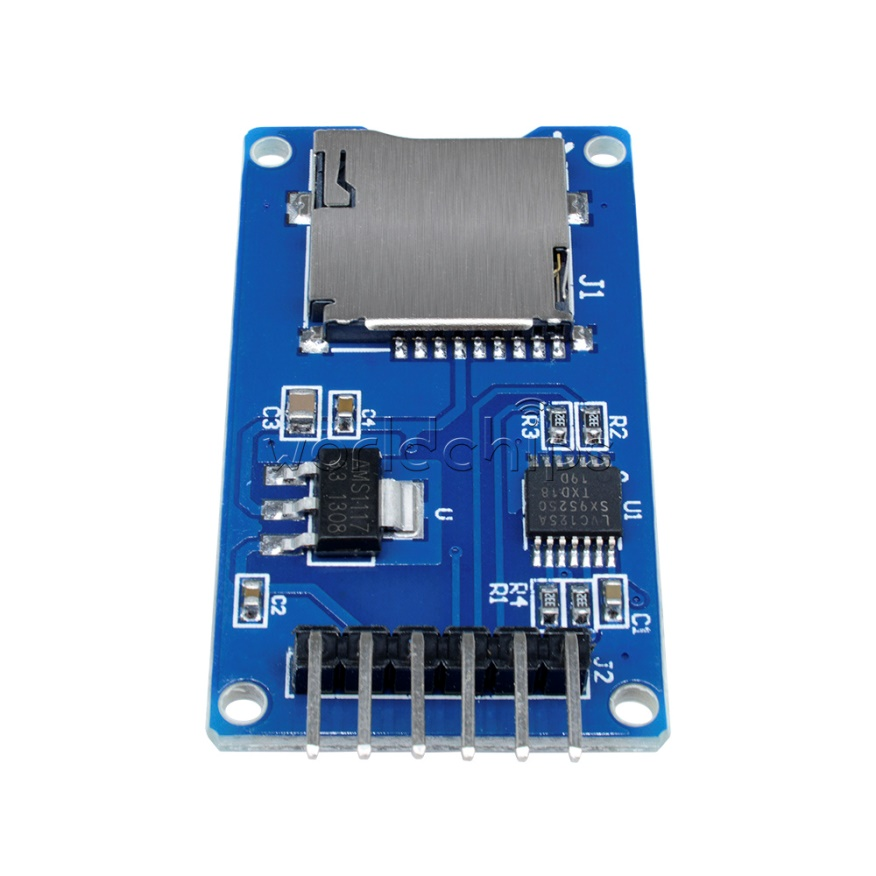 J1
C3
C4
R3
R2
worldchips
AMS1117
3.3 1308
U
U1
LVC125A
SX95250
TXD18
19D
C2
R1
R4
C1
J2